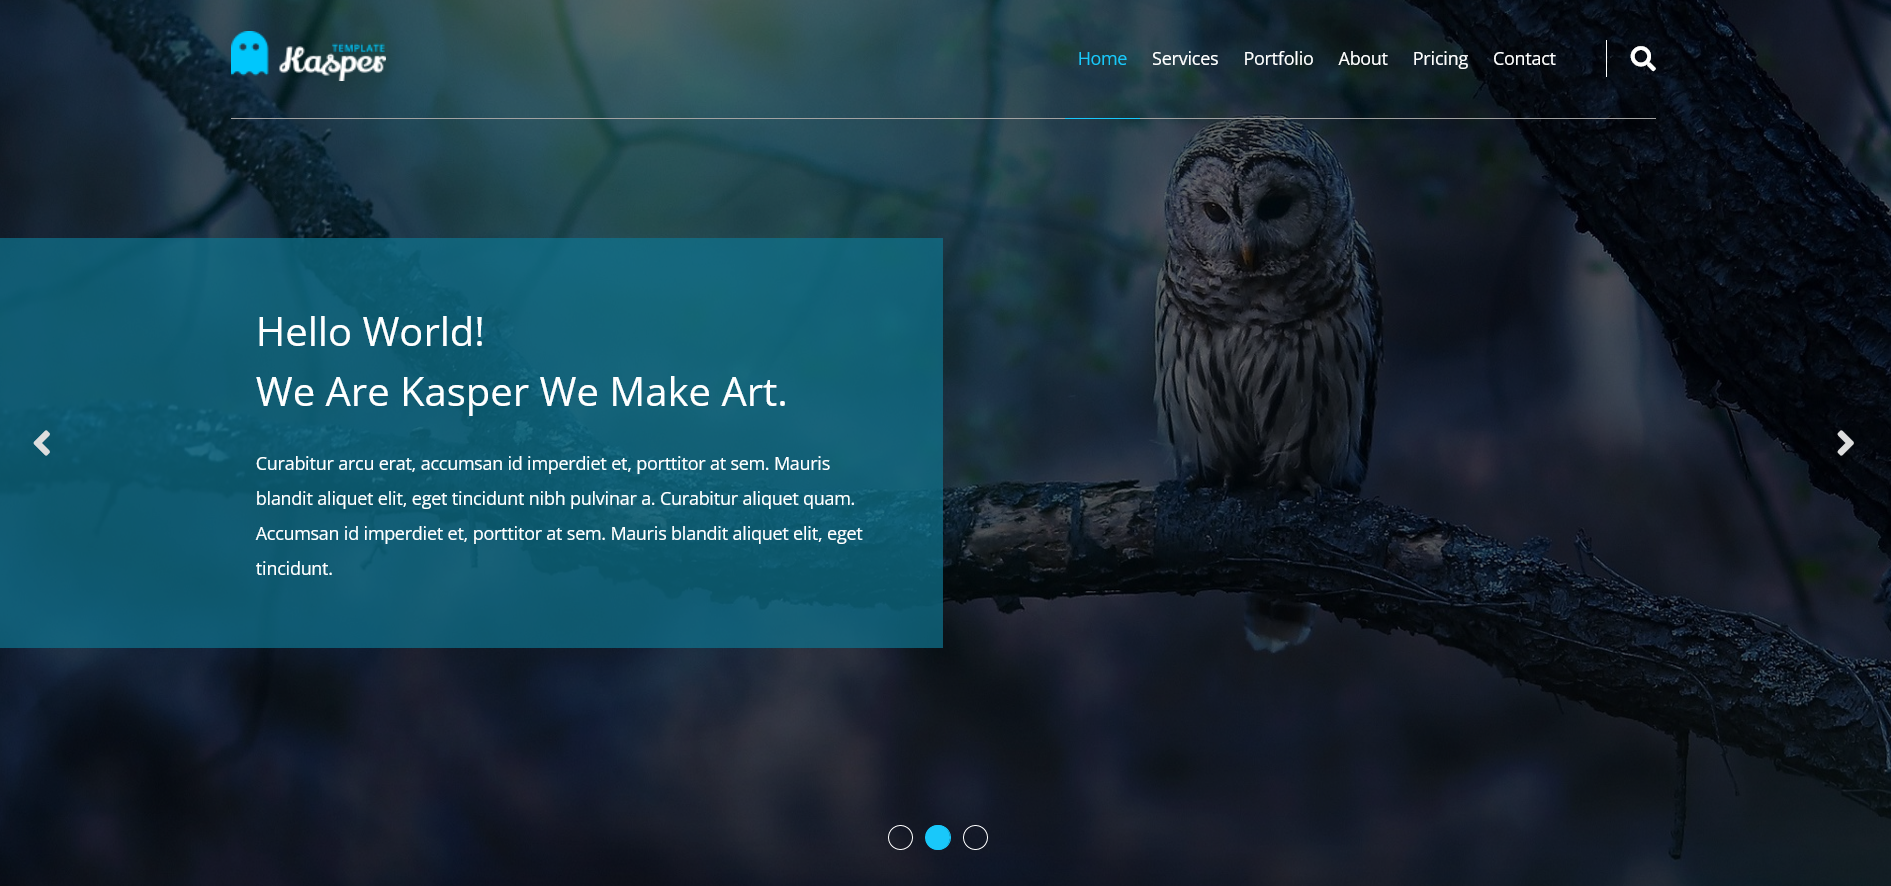 TEMPLATE
Kasper
Home Services Portfolio About Pricing Contact
Hello World!
We Are Kasper We Make Art.
Curabitur arcu erat, accumsan id imperdiet et, porttitor at sem. Mauris
blandit aliquet elit, eget tincidunt nibh pulvinar a. Curabitur aliquet quam.
Accumsan id imperdiet et, porttitor at sem. Mauris blandit aliquet elit, eget
tincidunt.